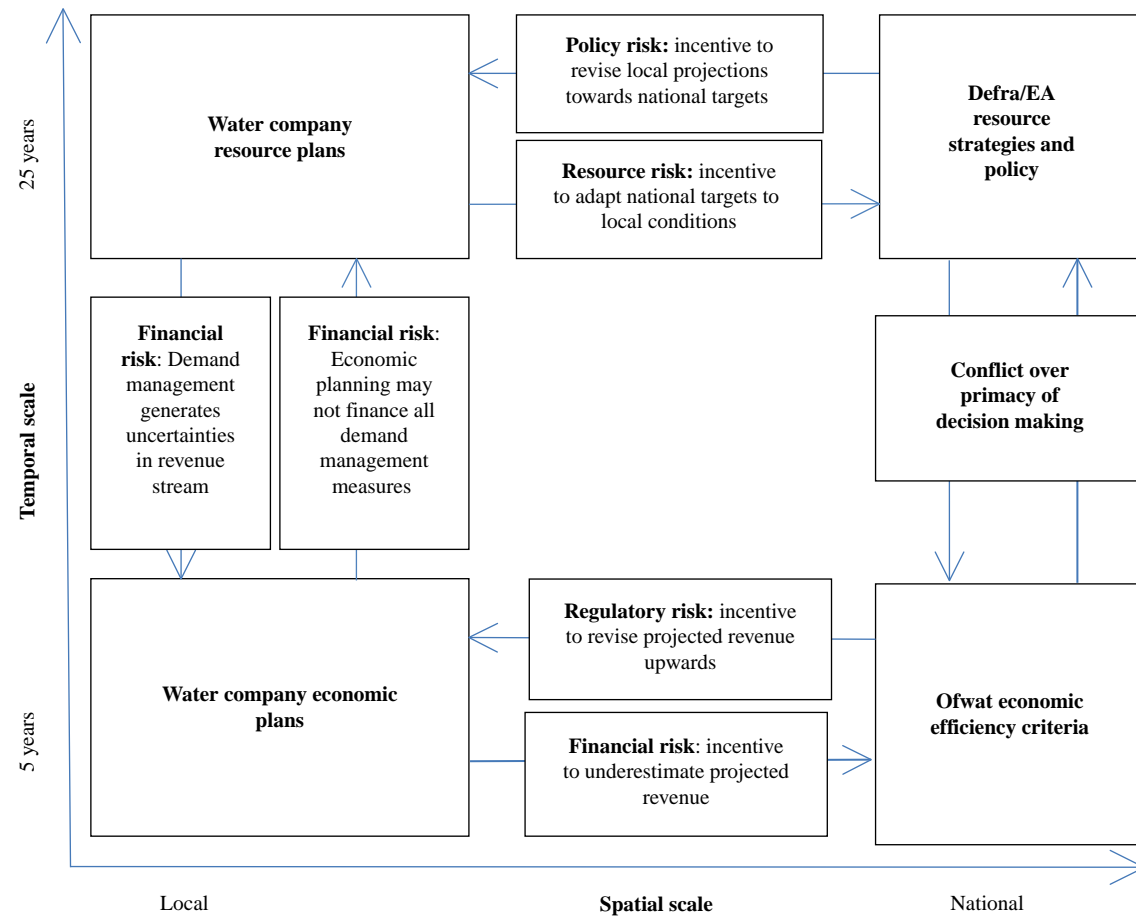 Policy risk: incentive to
revise local projections
towards national targets
Water company
resource plans
Defra/EA
resource
strategies and
policy
25 years
Resource risk: incentive
to adapt national targets to
local conditions
Financial
risk: Demand
management
generates
uncertainties
in revenue
stream
Financial risk:
Economic
planning may
not finance all
demand
management
measures
Conflict over
primacy of
decision making
Temporal scale
Regulatory risk: incentive
to revise projected revenue
upwards
Water company economic
plans
Ofwat economic
efficiency criteria
5 years
Financial risk: incentive
to underestimate projected
revenue
Local
Spatial scale
National